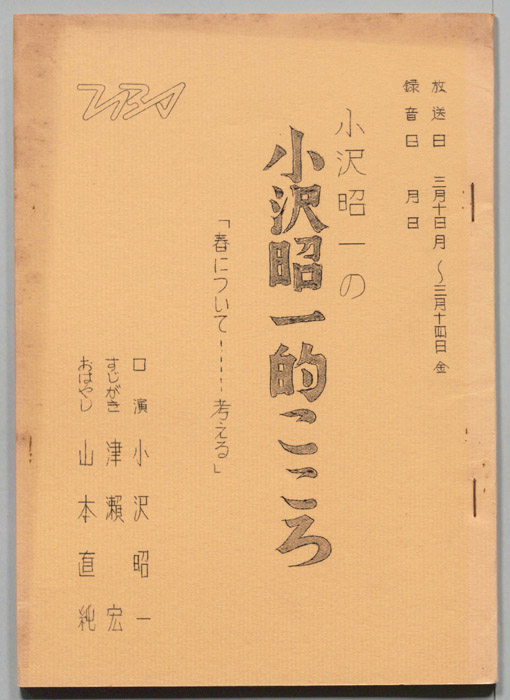 放送日 三月十日月〜三月十四日金
録音日 月 日
小沢昭一の
小沢昭一的こころ
「春について・・・・・考える」
口演 小沢昭一
すじがき 津瀬宏
おはやし 山本直純
TBS